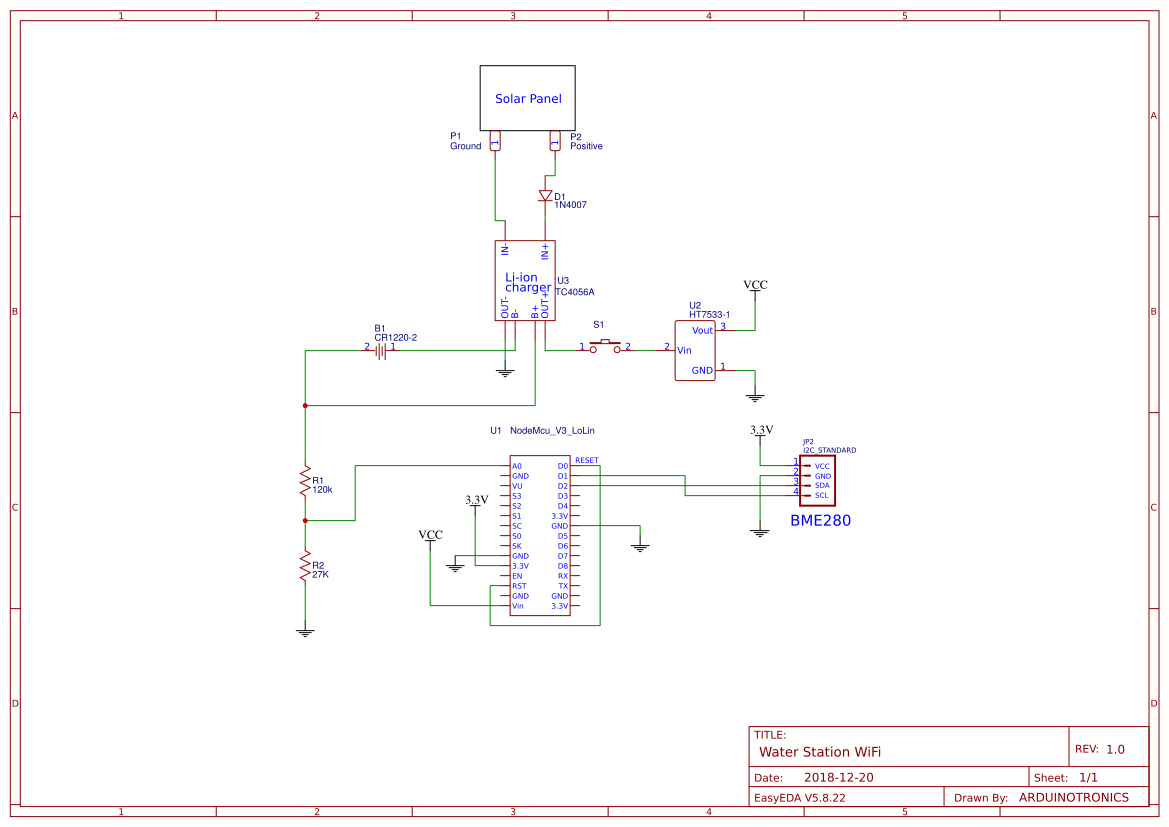 1 2 3 4 5
A A
Solar Panel
P1
Ground
1
1
P2
Positive
D1
1N4007
IN-
IN+
Li-ion
charger
U3
TC4056A
OUT-
B-
B+
OUT+
B B
VCC
U2
HT7533-1
Vout 3
S1
B1
CR1220-2
2 1
1 2
2 Vin
GND 1
U1 NodeMcu_V3_LoLin
3.3V
JP2
I2C_STANDARD
RESET
A0 D0
GND D1
VU D2
S3 D3
S2 D4
S1 3.3V
SC GND
S0 D5
SK D6
GND D7
3.3V D8
EN RX
RST TX
GND GND
Vin 3.3V
1 VCC
2 GND
3 SDA
4 SCL
BME280
R1
120k
3.3V
VCC
C C
R2
27K
D D
TITLE:
Water Station WiFi
REV: 1.0
Date: 2018-12-20
Sheet: 1/1
EasyEDA V5.8.22
Drawn By: ARDUINOTRONICS
1 2 3 4 5